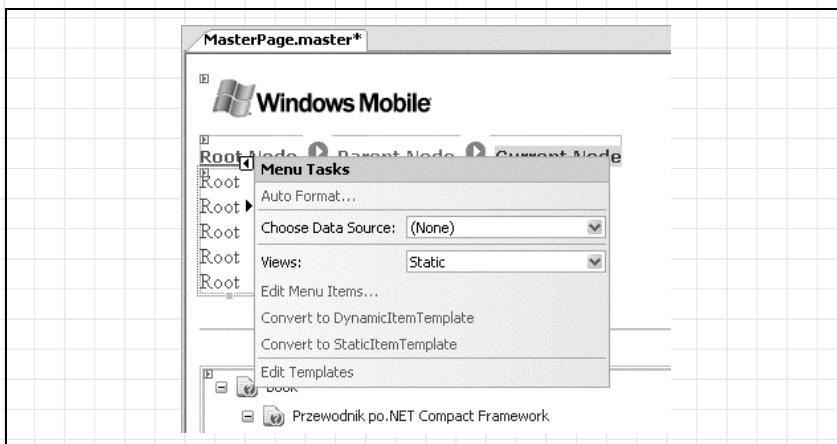 MasterPage.master*
Windows Mobile
Root Node Parent Node Current Node
Menu Tasks
Root
Auto Format...
Root
Choose Data Source: (None)
Root
Root
Views: Static
Root
Edit Menu Items...
Convert to DynamicItemTemplate
Convert to StaticItemTemplate
Edit Templates
Book
Przewodnik po.NET Compact Framework